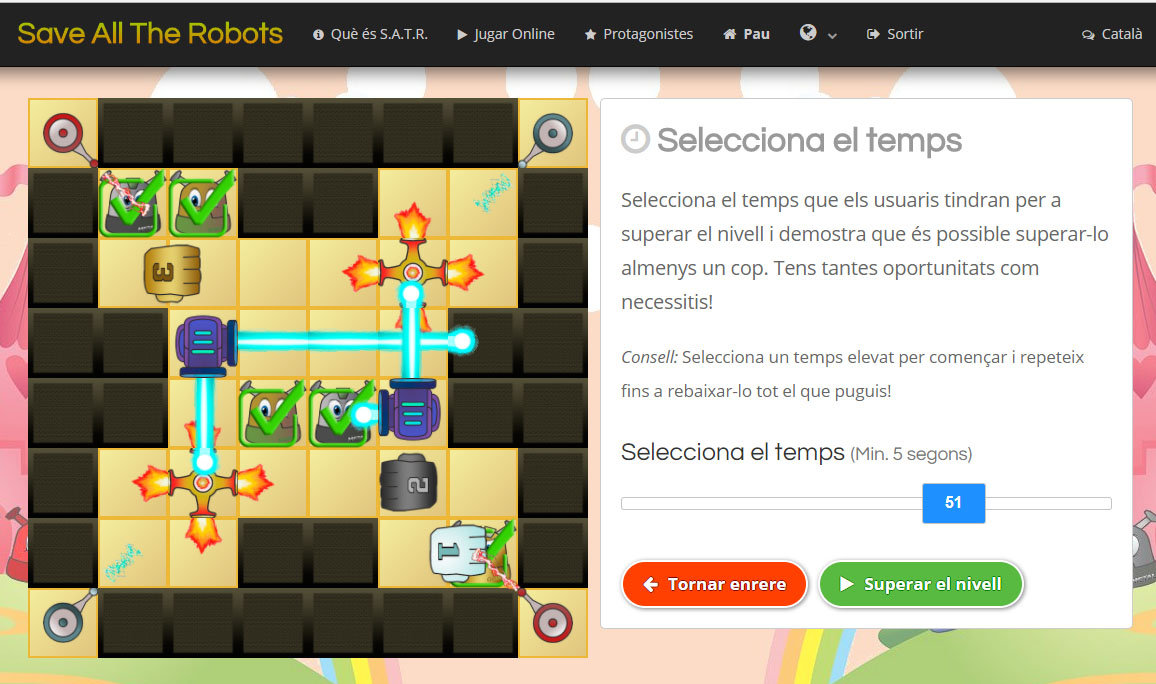 Save All The Robots
Què és S.A.T.R.
Jugar Online
Protagonistes
Pau
Sortir
Català
Selecciona el temps
Selecciona el temps que els usuaris tindran per a
superar el nivell i demostra que és possible superar-lo
almenys un cop. Tens tantes oportunitats com
necessitis!
Consell: Selecciona un temps elevat per començar i repeteix
fins a rebaixar-lo tot el que puguis!
Selecciona el temps (Min. 5 segons)
51
Tornar enrere
Superar el nivell
3
2
1